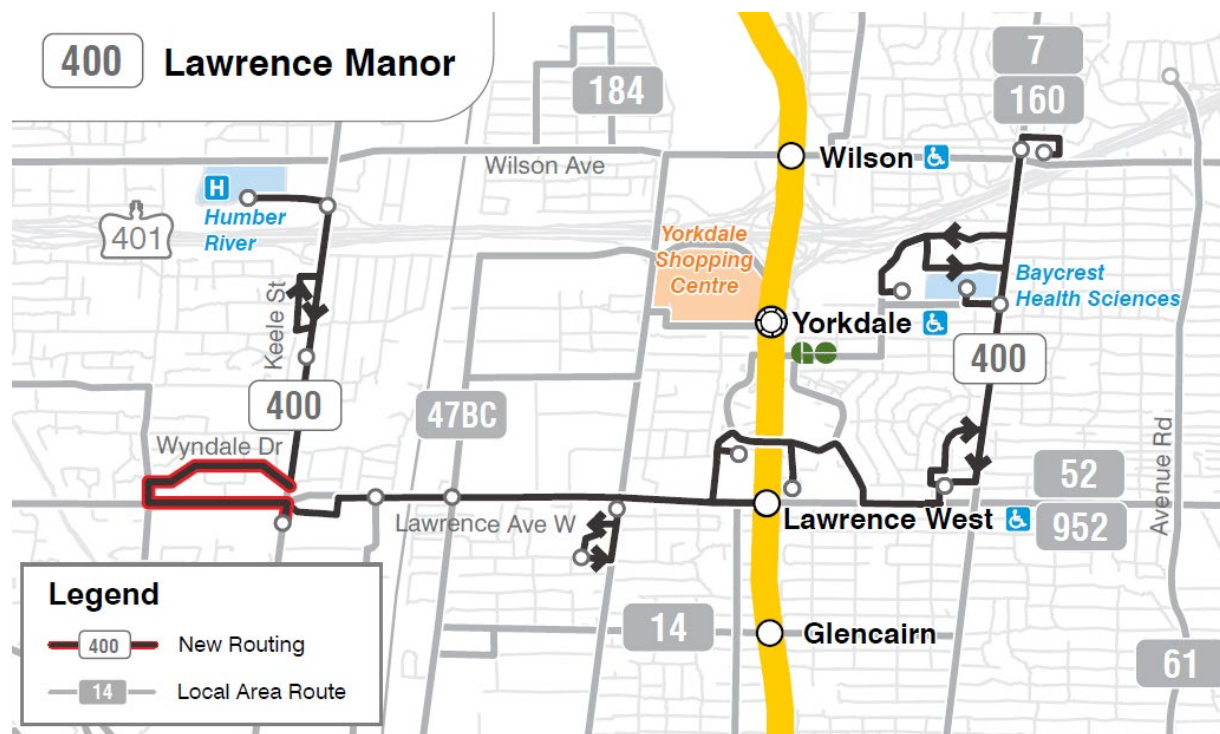 400 Lawrence Manor
184
7
160
Wilson Ave
Wilson
H
Humber
River
401
Yorkdale
Shopping
Centre
Baycrest
Health Sciences
Keele St
Yorkdale
GO
400
400
47BC
Wyndale Dr
Avenue Rd
52
Lawrence Ave W
Lawrence West
952
Legend
400 New Routing
14 Local Area Route
14
Glencairn
61